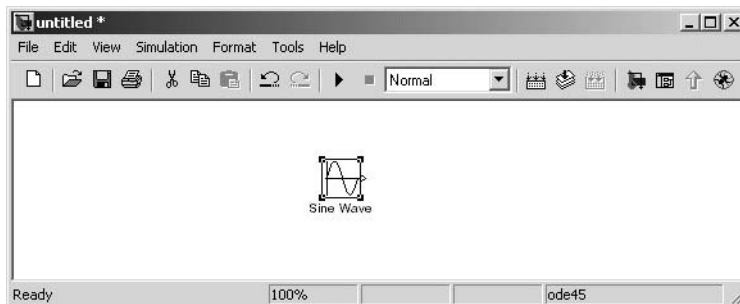 untitled *
File Edit View Simulation Format Tools Help
Normal
Sine Wave
Ready 100% ode45